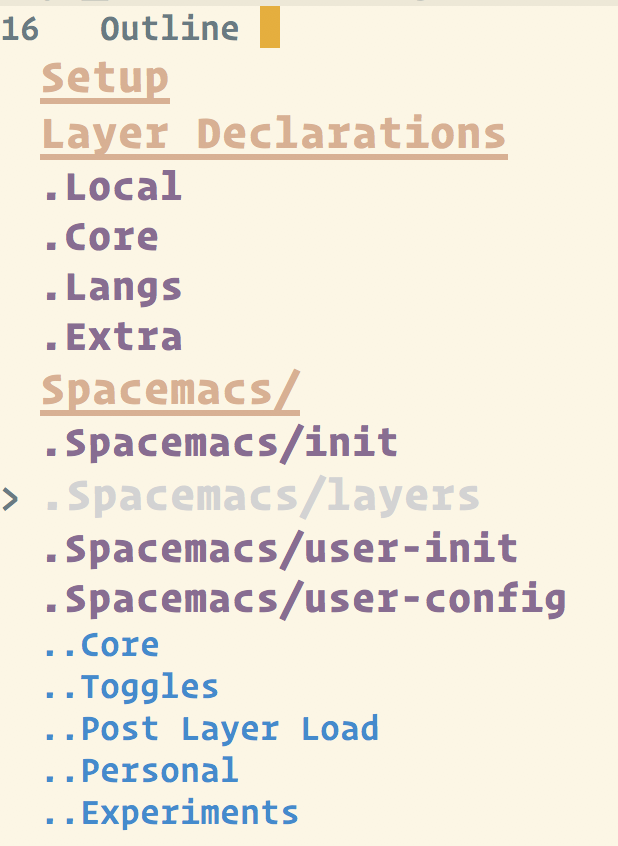 16 Outline
Setup
Layer Declarations
.Local
.Core
.Langs
.Extra
Spacemacs/
.Spacemacs/init
> .Spacemacs/layers
.Spacemacs/user-init
.Spacemacs/user-config
..Core
..Toggles
..Post Layer Load
..Personal
..Experiments